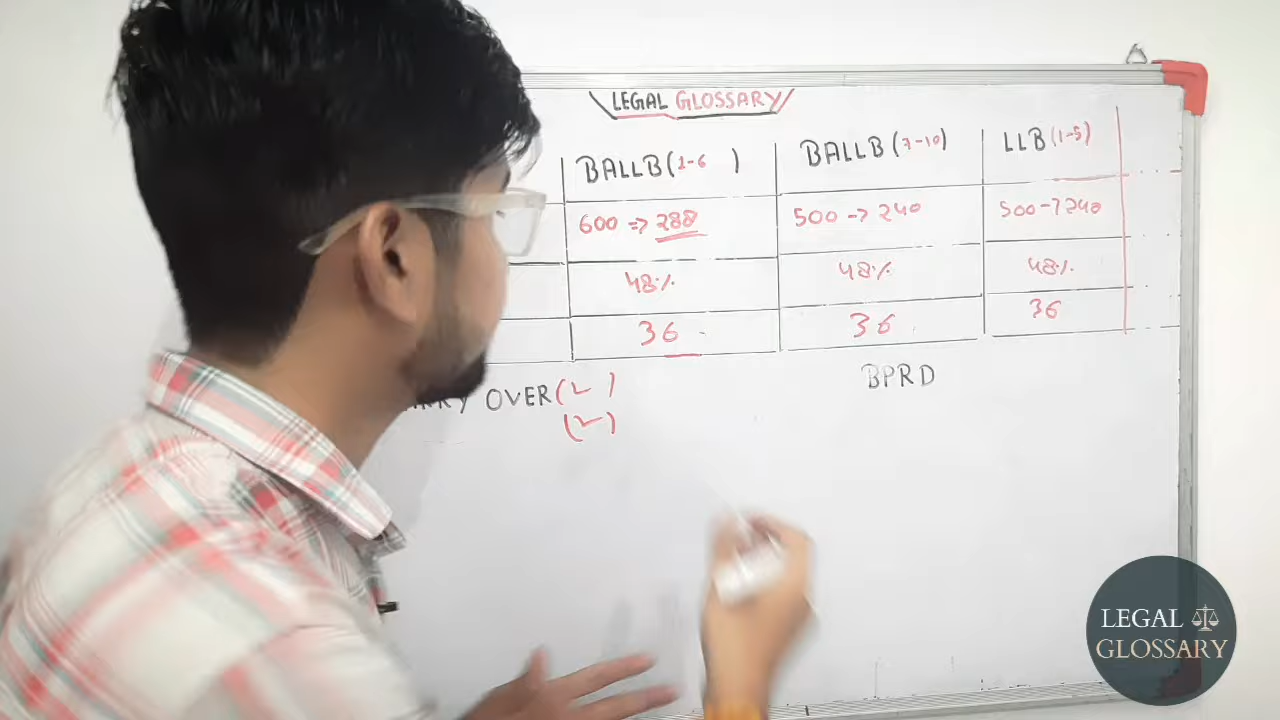 LEGAL GLOSSARY
BALLB (1-6 )
BALLB (7-10)
LLB (1-5)
600 => 288
500 -> 240
500 -> 240
48%
48%
48%
36
36
36
OVER (2 )
(2)
BPRD
LEGAL
GLOSSARY